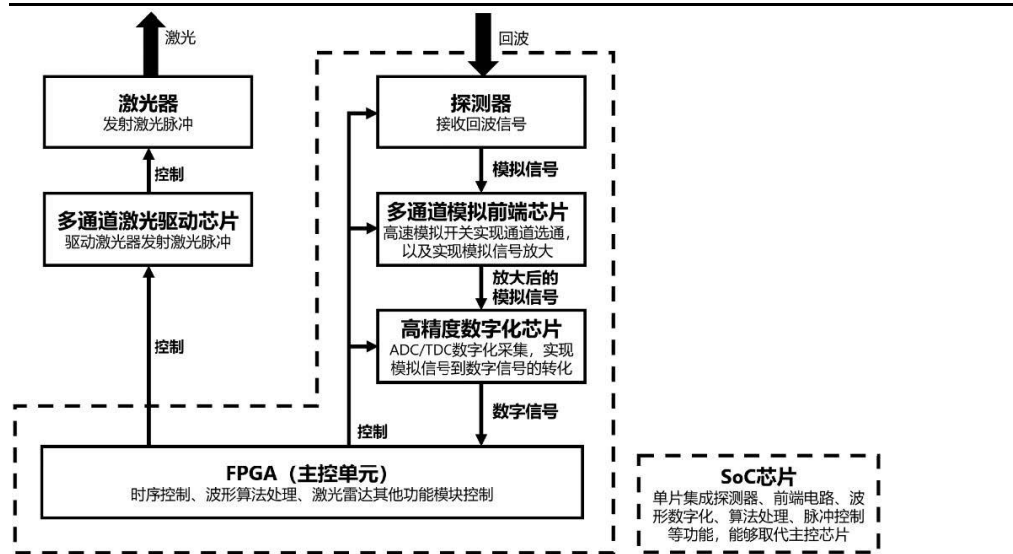 激光
回波
激光器
发射激光脉冲
探测器
接收回波信号
控制
模拟信号
多通道激光驱动芯片
驱动激光器发射激光脉冲
多通道模拟前端芯片
高速模拟开关实现通道选通，
以及实现模拟信号放大
放大后的
模拟信号
控制
高精度数字化芯片
ADC/TDC数字化采集，实现
模拟信号到数字信号的转化
控制
数字信号
FPGA（主控单元）
时序控制、波形算法处理、激光雷达其他功能模块控制
SoC芯片
单片集成探测器、前端电路、波
形数字化、算法处理、脉冲控制
等功能，能够取代主控芯片